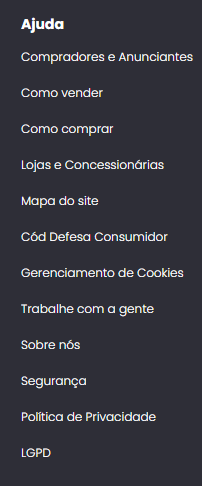 Ajuda
Compradores e Anunciantes
Como vender
Como comprar
Lojas e Concessionárias
Mapa do site
Cód Defesa Consumidor
Gerenciamento de Cookies
Trabalhe com a gente
Sobre nós
Segurança
Política de Privacidade
LGPD